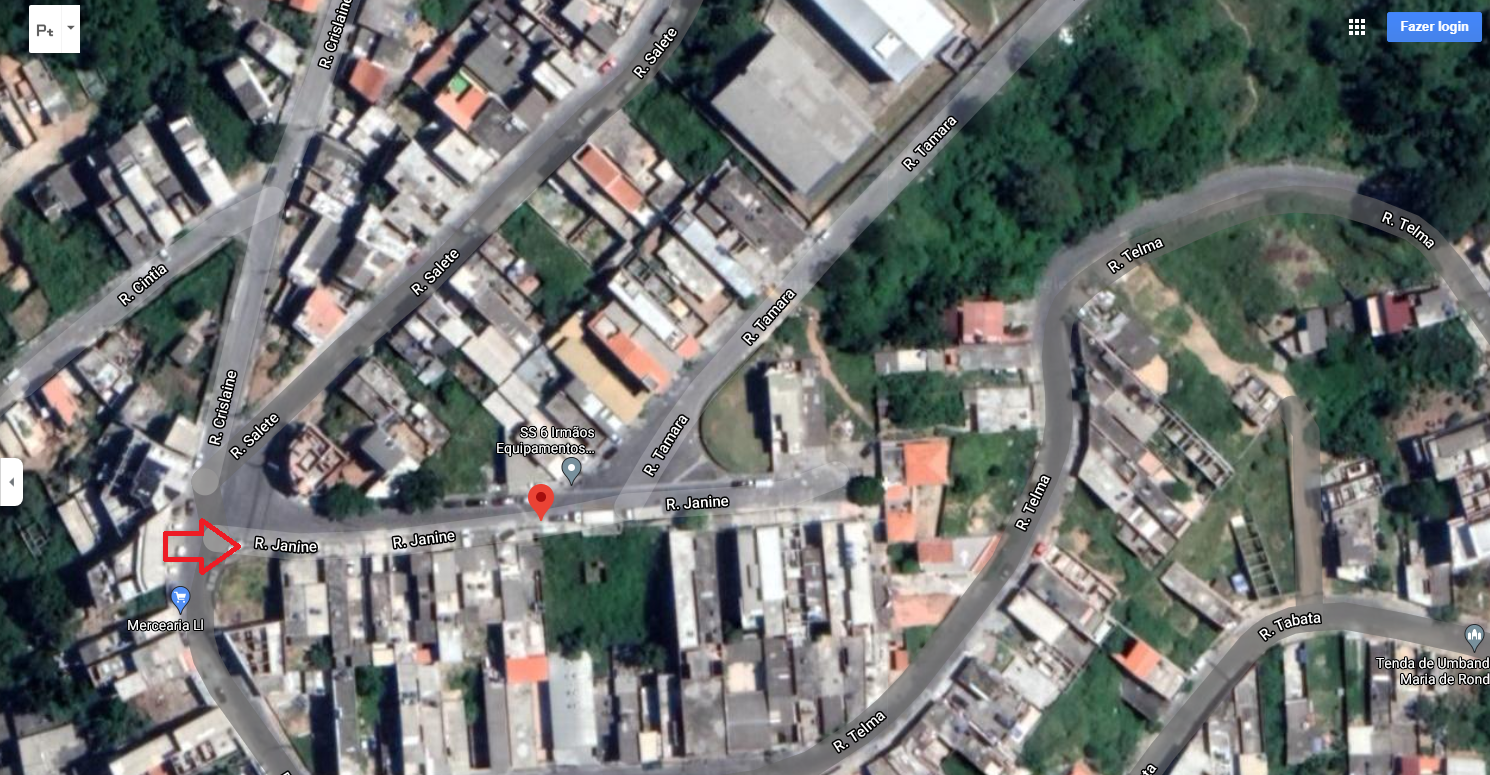 Pt
Fazer login
R. Crislaine
R. Salete
R. Tamara
R. Telma
R. Telma
R. Cintia
R. Salete
R. Tamara
R. Crislaine
R. Salete
SS 6 Irmãos
Equipamentos...
R. Tamara
R. Janine
R. Telma
R. Janine
R. Janine
Mercearia Ll
R. Tabata
Tenda de Umband
Maria de Rond
R. Telma